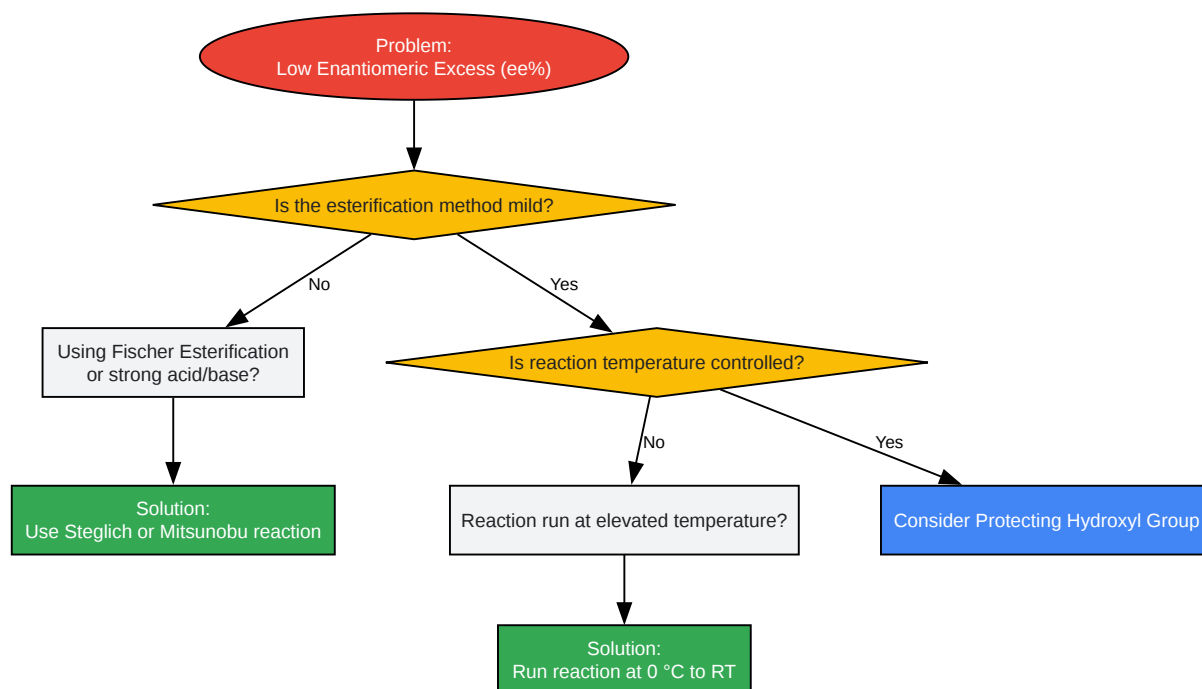 Problem:
Low Enantiomeric Excess (ee%)
Is the esterification method mild?
No
Yes
Using Fischer Esterification
or strong acid/base?
Is reaction temperature controlled?
No
Yes
Solution:
Use Steglich or Mitsunobu reaction
Reaction run at elevated temperature?
Consider Protecting Hydroxyl Group
Solution:
Run reaction at 0 °C to RT